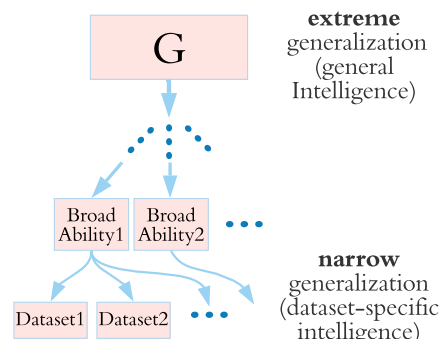 G
extreme
generalization
(general
Intelligence)
Broad
Ability1
Broad
Ability2
narrow
generalization
(dataset-specific
intelligence)
Dataset1
Dataset2